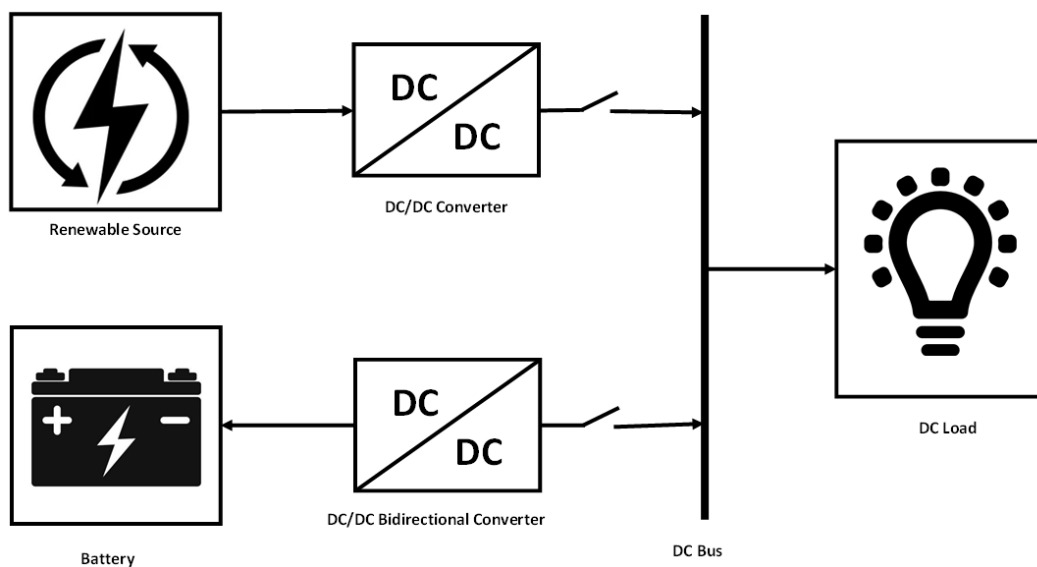 DC
DC
Renewable Source
DC/DC Converter
DC
DC
DC Load
DC/DC Bidirectional Converter
Battery
DC Bus